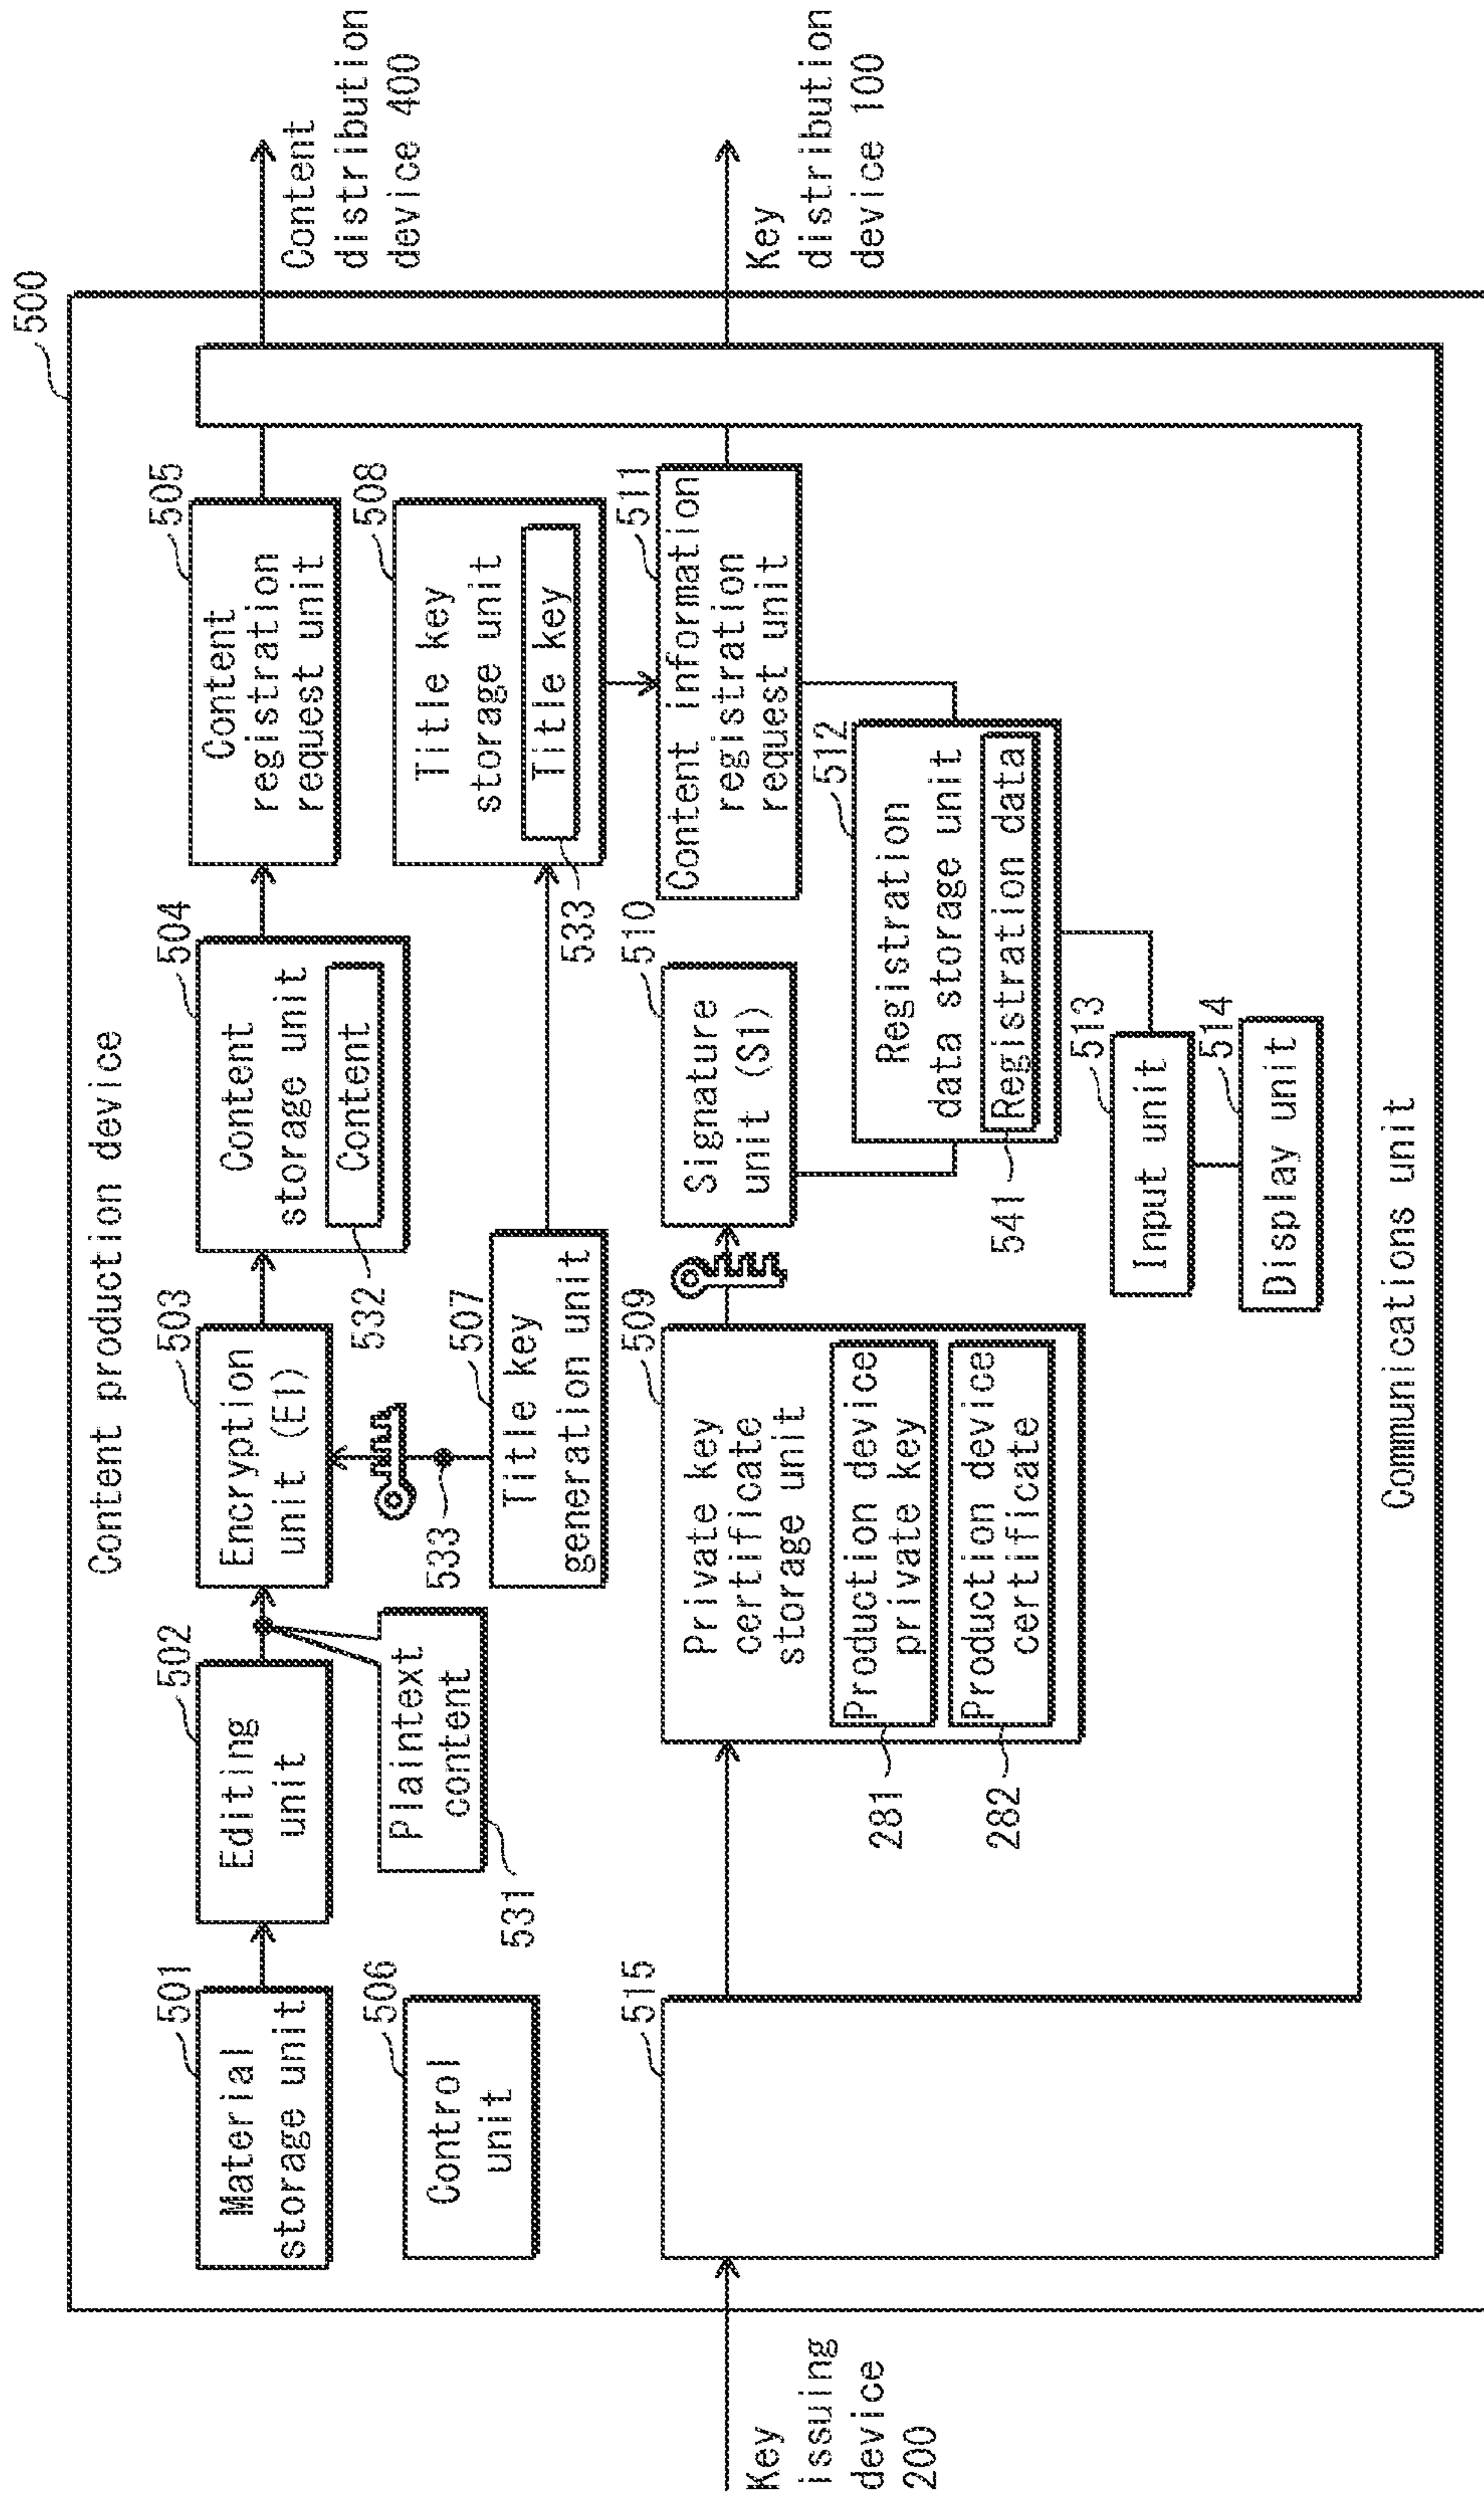 500
Content production device
501
Material
storage unit
502
Editing
unit
503
Encryption
unit (E1)
504
Content
storage unit
Content
532
505
Content
registration
request unit
Content
distribution
device 400
Plaintext
content
531
533
506
Control
unit
507
Title key
generation unit
508
Title key
storage unit
Title key
533
Key
issuing
device
200
515
509
Private key
certificate
storage unit
Production device
private key
281
Production device
certificate
282
510
Signature
unit (S1)
511
Content information
registration
request unit
Key
distribution
device 100
512
Registration
data storage unit
Registration data
541
513
Input unit
514
Display unit
Communications unit